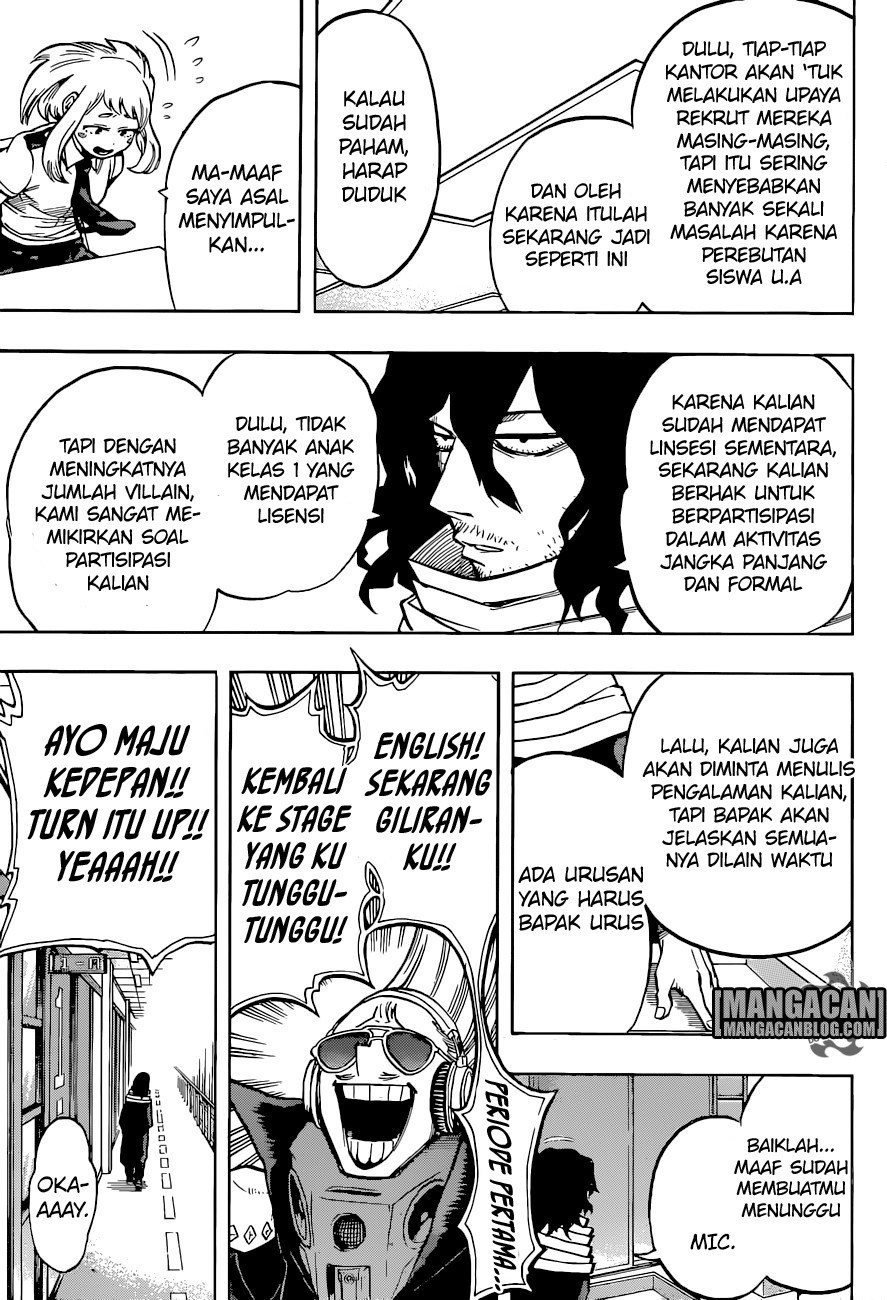 DULU, TIAP-TIAP
KANTOR AKAN 'TUK
MELAKUKAN UPAYA
REKRUT MEREKA
MASING-MASING,
TAPI ITU SERING
MENYEBABKAN
BANYAK SEKALI
MASALAH KARENA
PEREBUTAN
SISWA U.A
DAN OLEH
KARENA ITULAH
SEKARANG JADI
SEPERTI INI
KALAU
SUDAH
PAHAM,
HARAP
DUDUK
MA-MAAF
SAYA ASAL
MENYIMPUL-
KAN...
KARENA KALIAN
SUDAH MENDAPAT
LINSESI SEMENTARA,
SEKARANG KALIAN
BERHAK UNTUK
BERPARTISIPASI
DALAM AKTIVITAS
JANGKA PANJANG
DAN FORMAL
DULU, TIDAK
BANYAK ANAK
KELAS 1 YANG
MENDAPAT
LISENSI
TAPI DENGAN
MENINGKATNYA
JUMLAH VILLAIN,
KAMI SANGAT ME-
MIKIRKAN SOAL
PARTISIPASI
KALIAN
LALU, KALIAN JUGA
AKAN DIMINTA MENULIS
PENGALAMAN KALIAN,
TAPI BAPAK AKAN
JELASKAN SEMUA-
NYA DILAIN WAKTU
ADA URUSAN
YANG HARUS
BAPAK URUS
[MANGACAN]
MANGACANBLOG.COM
BAIKLAH...
MAAF SUDAH
MEMBUATMU
MENUNGGU
MIC.
PERIODE PERTAMA...
ENGLISH!
SEKARANG
GILIRAN-
KU!!
KEMBALI
KE STAGE
YANG KU
TUNGGU-
TUNGGU!
AYO MAJU
KEDEPAN!!
TURN ITU UP!!
YEAAAH!!
1-A
OKA-
AAAY.